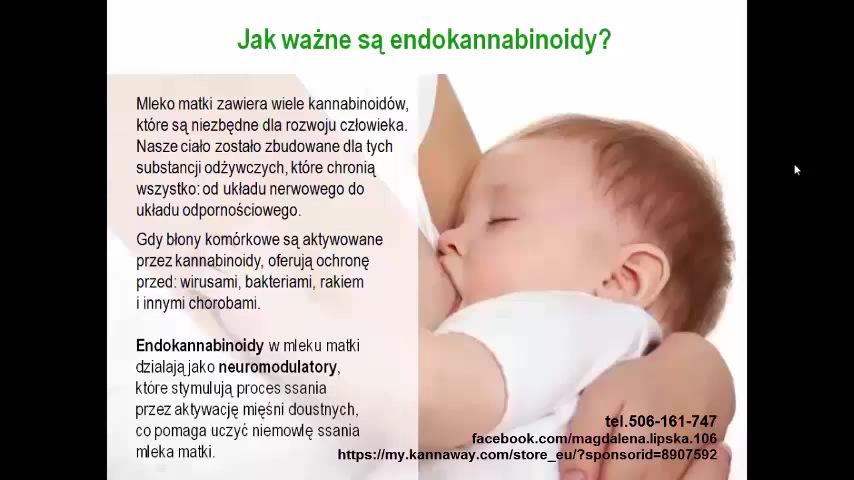 Jak ważne są endokannabinoidy?
Mleko matki zawiera wiele kannabinoidów,
które są niezbędne dla rozwoju człowieka.
Nasze ciało zostało zbudowane dla tych
substancji odżywczych, które chronią
wszystko: od układu nerwowego do
układu odpornościowego.
Gdy błony komórkowe są aktywowane
przez kannabinoidy, oferują ochronę
przed: wirusami, bakteriami, rakiem
i innymi chorobami.
Endokannabinoidy w mleku matki
dzialają jako neuromodulatory,
które stymulują proces ssania
przez aktywację mięśni doustnych,
co pomaga uczyć niemowlę ssania
mleka matki.
tel.506-161-747
facebook.com/magdalena.lipska.106
https://my.kannaway.com/store_eu/?sponsorid=8907592